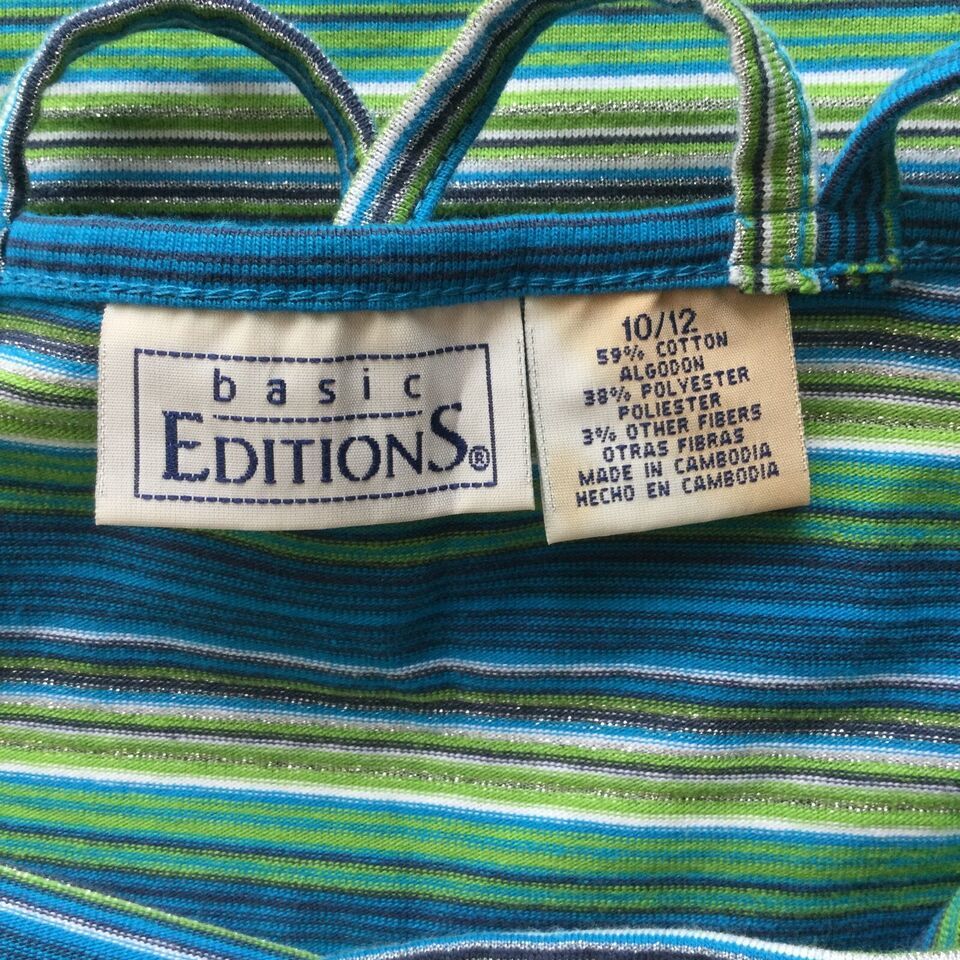 basic
EDITIONS®
10/12
59% COTTON
ALGODON
38% POLYESTER
POLIESTER
3% OTHER FIBERS
OTRAS FIBRAS
MADE IN CAMBODIA
HECHO EN CAMBODIA